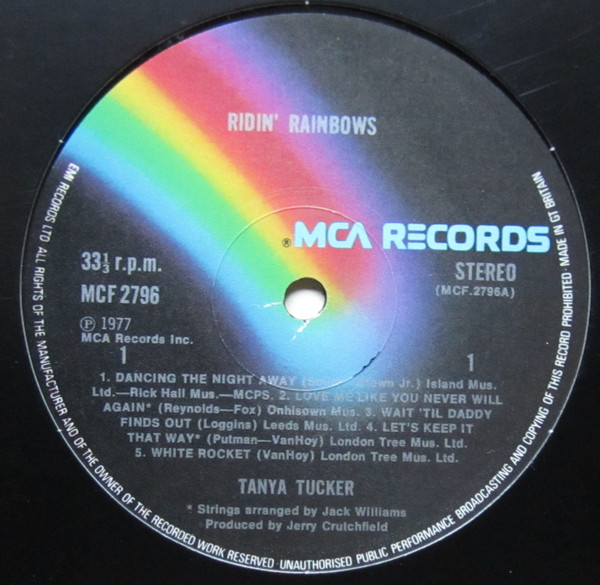 RIDIN' RAINBOWS
® MCA RECORDS
33⅓ r.p.m.
STEREO
MCF 2796
(MCF.2796A)
Ⓟ 1977
MCA Records Inc.
1
1
1. DANCING THE NIGHT AWAY Brown Jr.) Island Mus.
Ltd.—Rick Hall Mus.—MCPS. 2. LOVE ME LIKE YOU NEVER WILL
AGAIN* (Reynolds—Fox) Onhisown Mus. 3. WAIT 'TIL DADDY
FINDS OUT (Loggins) Leeds Mus. Ltd. 4. LET'S KEEP IT
THAT WAY* (Putman—VanHoy) London Tree Mus. Ltd.
5. WHITE ROCKET (VanHoy) London Tree Mus. Ltd.
TANYA TUCKER
* Strings arranged by Jack Williams
Produced by Jerry Crutchfield
EMI RECORDS LTD ALL RIGHTS OF THE MANUFACTURER AND OF THE OWNER OF THE RECORDED WORK RESERVED UNAUTHORISED PUBLIC PERFORMANCE BROADCASTING AND COPYING OF THIS RECORD PROHIBITED · MADE IN GT BRITAIN